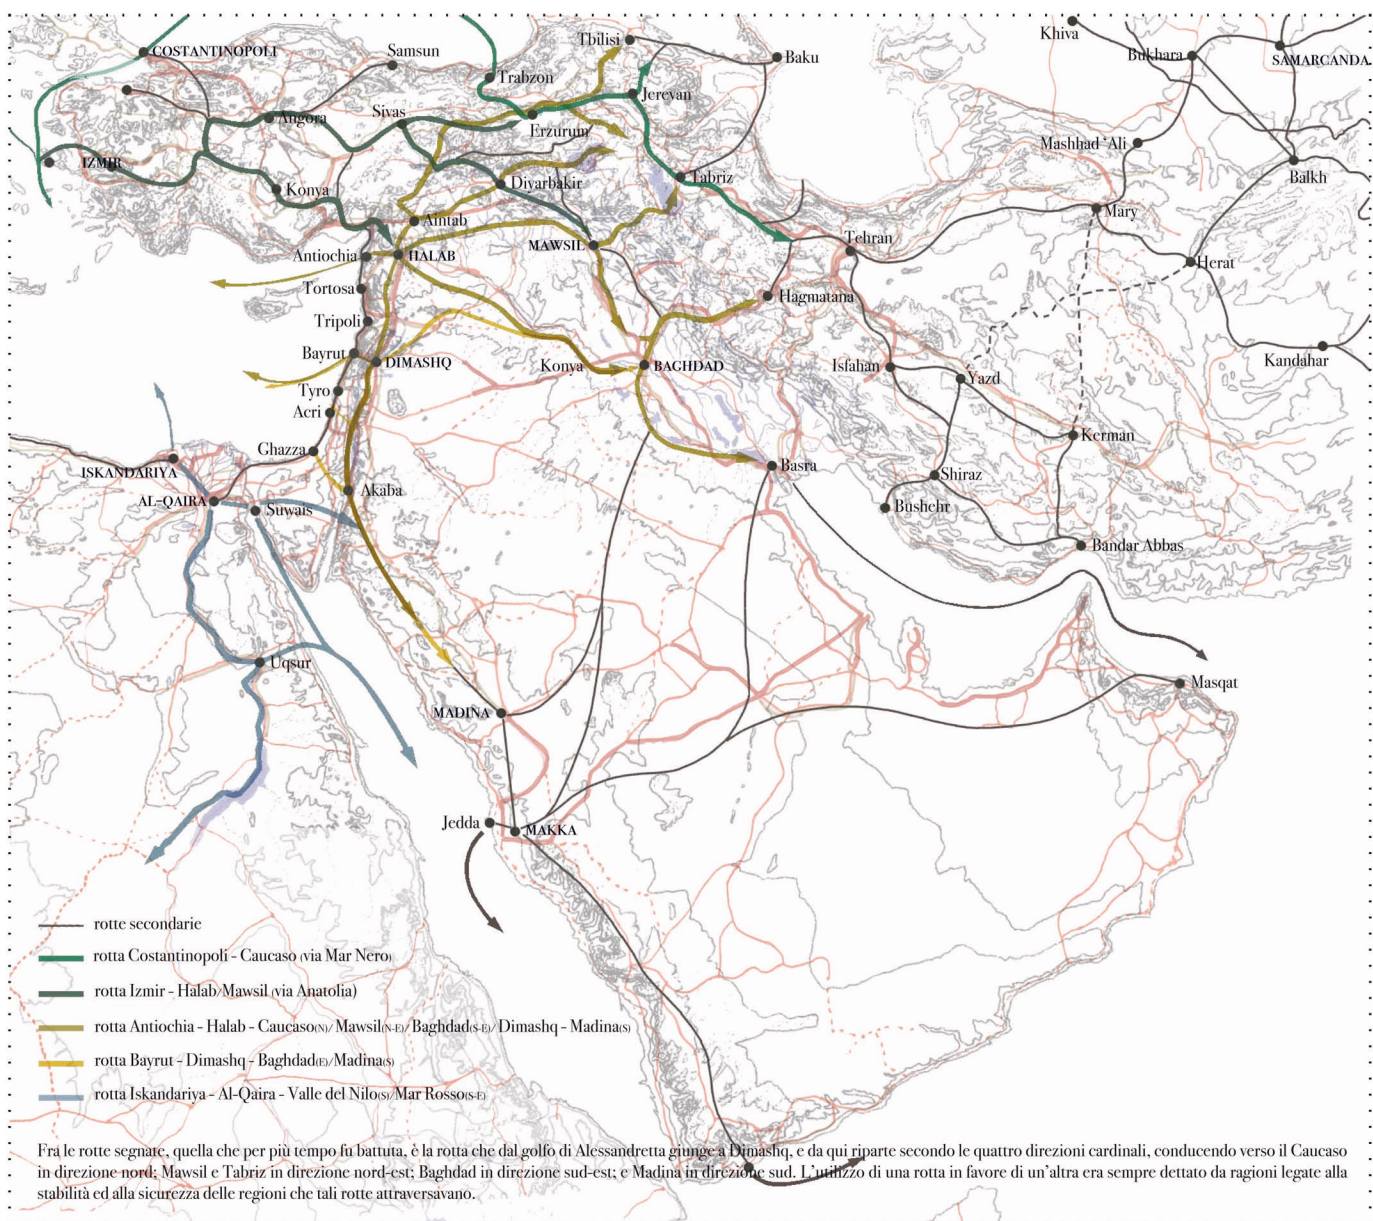 Khiva
Tbilisi
COSTANTINOPOLI
Samsun
Baku
Bukhara
SAMARCANDA
Trabzon
Jerevan
Angora
Sivas
Erzurum
Mashhad 'Ali
IZMIR
Konya
Diyarbakir
Tabriz
Balkh
Aintab
Mary
MAWSIL
Tehran
Antiochia
HALAB
Herat
Tortosa
Hagmatana
Tripoli
Bayrut
DIMASHQ
Konya
BAGHDAD
Isfahan
Yazd
Kandahar
Tyro
Acri
Ghazza
Kerman
ISKANDARIYA
Basra
Shiraz
AL-QAIRA
Suwais
Akaba
Bushehr
Bandar Abbas
Uqsur
Masqat
MADINA
Jedda
MAKKA
rotte secondarie
rotta Costantinopoli - Caucaso (via Mar Nero)
rotta Izmir - Halab/Mawsil (via Anatolia)
rotta Antiochia - Halab - Caucaso(N)/Mawsil(N-E)/Baghdad(S-E)/Dimashq - Madina(S)
rotta Bayrut - Dimashq - Baghdad(E)/Madina(S)
rotta Iskandariya - Al-Qaira - Valle del Nilo(S)/Mar Rosso(S-E)
Fra le rotte segnate, quella che per più tempo fu battuta, è la rotta che dal golfo di Alessandretta giunge a Dimashq, e da qui riparte secondo le quattro direzioni cardinali, conducendo verso il Caucaso
in direzione nord; Mawsil e Tabriz in direzione nord-est; Baghdad in direzione sud-est; e Madina in direzione sud. L'utilizzo di una rotta in favore di un'altra era sempre dettato da ragioni legate alla
stabilità ed alla sicurezza delle regioni che tali rotte attraversavano.